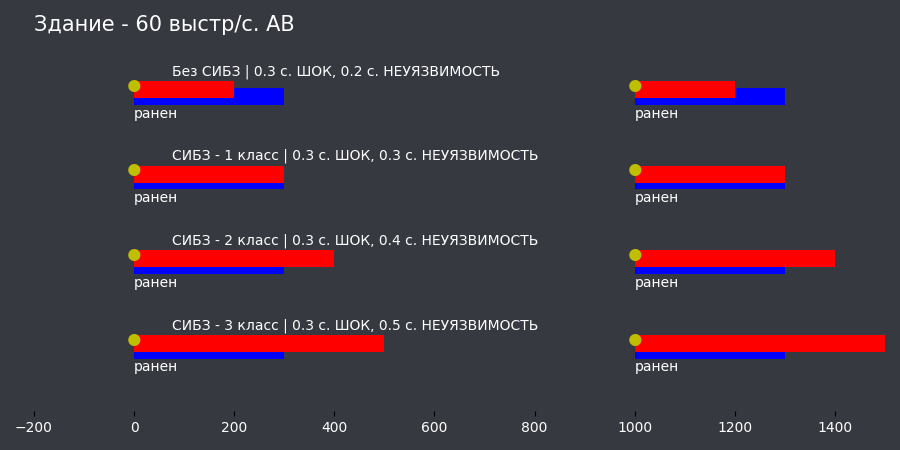 Здание - 60 выстр/с. АВ
Без СИБЗ | 0.3 с. ШОК, 0.2 с. НЕУЯЗВИМОСТЬ
ранен ранен
СИБЗ - 1 класс | 0.3 с. ШОК, 0.3 с. НЕУЯЗВИМОСТЬ
ранен ранен
СИБЗ - 2 класс | 0.3 с. ШОК, 0.4 с. НЕУЯЗВИМОСТЬ
ранен ранен
СИБЗ - 3 класс | 0.3 с. ШОК, 0.5 с. НЕУЯЗВИМОСТЬ
ранен ранен
−200 0 200 400 600 800 1000 1200 1400